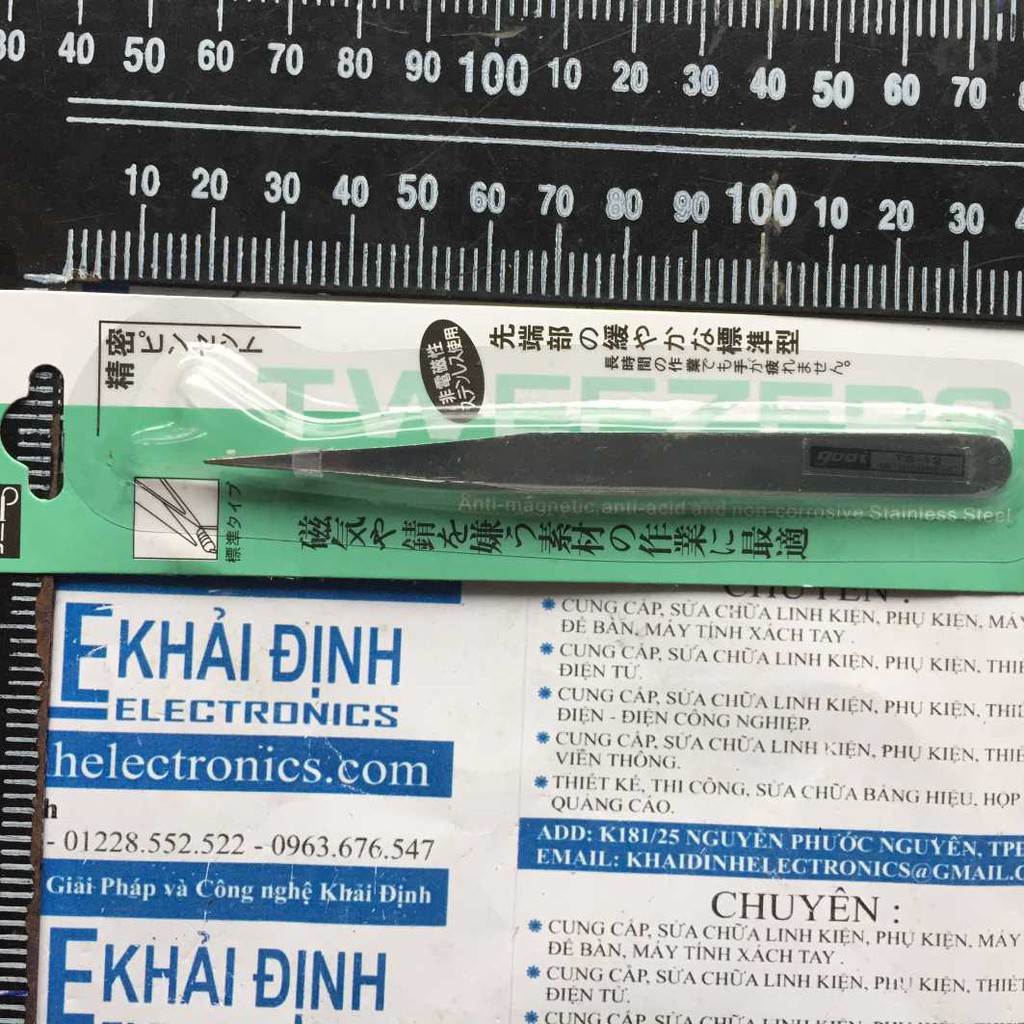 40 50 60 70 80 90 100 10 20 30 40 50 60 70
10 20 30 40 50 60 70 80 90 100 10 20 30
精密ピンセット
非電磁性
ステンレス使用
先端部の緩やかな標準型
長時間の作業でも手が疲れません。
TWEEZERS
goot TS-12
Anti-magnetic, anti-acid and non-corrosive Stainless Steel
標準タイプ
磁気や錆を嫌う素材の作業に最適
E KHẢI ĐỊNH
ELECTRONICS
helectronics.com
h
- 01228.552.522 - 0963.676.547
Giải Pháp và Công nghệ Khải Định
E KHẢI ĐỊNH
CHUYÊN :
CUNG CẤP, SỬA CHỮA LINH KIỆN, PHỤ KIỆN, MÁY
ĐỂ BÀN, MÁY TÍNH XÁCH TAY .
CUNG CẤP, SỬA CHỮA LINH KIỆN, PHỤ KIỆN, THIẾ
ĐIỆN TỬ.
CUNG CẤP, SỬA CHỮA LINH KIỆN, PHỤ KIỆN, THIẾ
ĐIỆN - ĐIỆN CÔNG NGHIỆP.
CUNG CẤP, SỬA CHỮA LINH KIỆN, PHỤ KIỆN, THIẾ
VIỄN THÔNG.
THIẾT KẾ, THI CÔNG, SỬA CHỮA BẢNG HIỆU, HỘP
QUẢNG CÁO.
ADD: K181/25 NGUYỄN PHƯỚC NGUYÊN, TPĐ
EMAIL: KHAIDINHELECTRONICS@GMAIL.C
CHUYÊN :
CUNG CẤP, SỬA CHỮA LINH KIỆN, PHỤ KIỆN, MÁY
ĐỂ BÀN, MÁY TÍNH XÁCH TAY .
CUNG CẤP, SỬA CHỮA LINH KIỆN, PHỤ KIỆN, THIẾT
ĐIỆN TỬ.